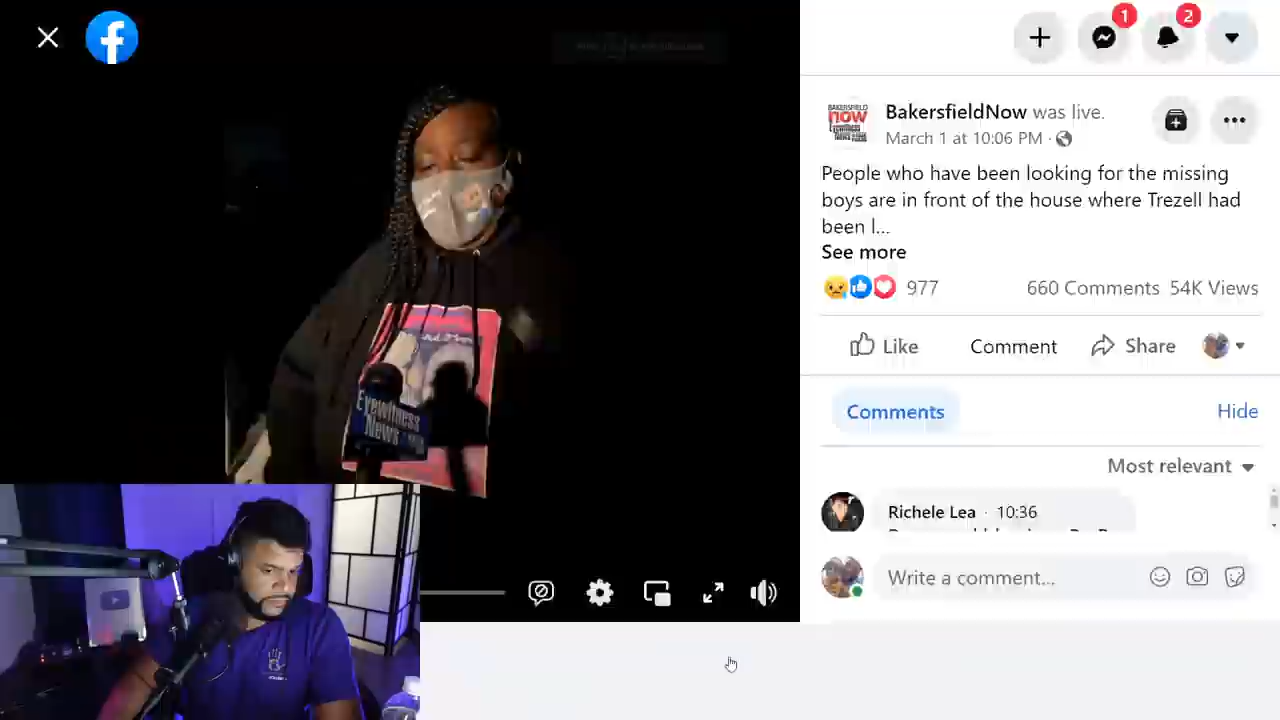 1
2
BAKERSFIELD
now
BakersfieldNow was live.
March 1 at 10:06 PM ·
People who have been looking for the missing
boys are in front of the house where Trezell had
been l...
See more
977
660 Comments 54K Views
Like
Comment
Share
Comments
Hide
Most relevant
Eyewitness
News
Richele Lea · 10:36
Write a comment...